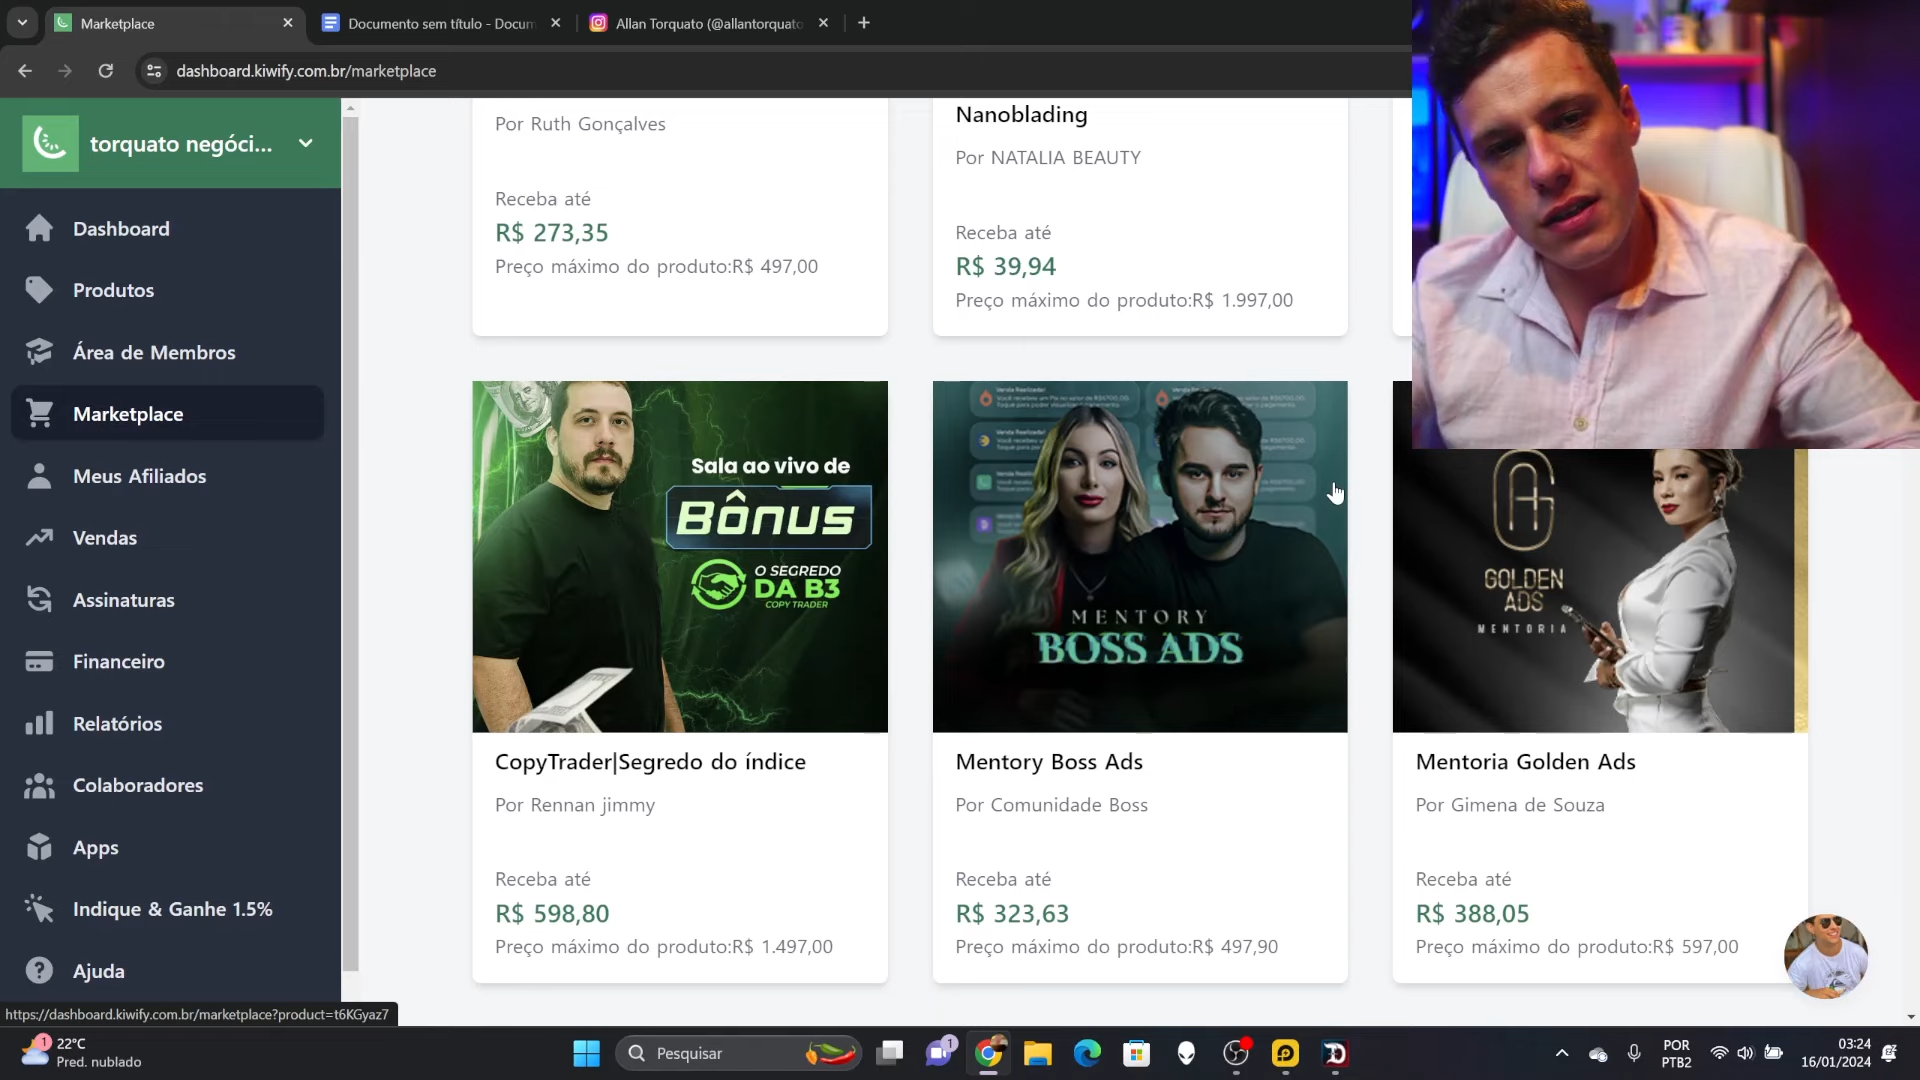 Marketplace
Documento sem título - Docum
Allan Torquato (@allantorquato
dashboard.kiwify.com.br/marketplace
torquato negóci...
Dashboard
Produtos
Área de Membros
Marketplace
Meus Afiliados
Vendas
Assinaturas
Financeiro
Relatórios
Colaboradores
Apps
Indique & Ganhe 1.5%
Ajuda
Por Ruth Gonçalves
Receba até
R$ 273,35
Preço máximo do produto:R$ 497,00
Nanoblading
Por NATALIA BEAUTY
Receba até
R$ 39,94
Preço máximo do produto:R$ 1.997,00
Sala ao vivo de
BÔNUS
O SEGREDO
DA B3
COPY TRADER
CopyTrader|Segredo do índice
Por Rennan jimmy
Receba até
R$ 598,80
Preço máximo do produto:R$ 1.497,00
MENTORY
BOSS ADS
Mentory Boss Ads
Por Comunidade Boss
Receba até
R$ 323,63
Preço máximo do produto:R$ 497,90
GOLDEN
ADS
MENTORIA
Mentoria Golden Ads
Por Gimena de Souza
Receba até
R$ 388,05
Preço máximo do produto:R$ 597,00
https://dashboard.kiwify.com.br/marketplace?product=t6KGyaz7
1
22°C
Pred. nublado
Pesquisar
1
POR
PTB2
03:24
16/01/2024